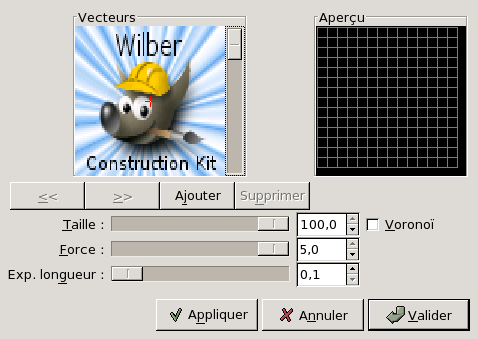 Vecteurs
Aperçu
Wilber
Construction Kit
<< >> Ajouter Supprimer
Taille : 100,0 Voronoï
Force : 5,0
Exp. longueur : 0,1
Appliquer Annuler Valider